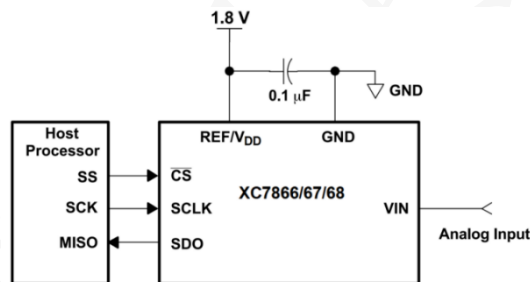 1.8 V
0.1 μF
GND
Host
Processor
REF/V_DD
GND
SS
CS̅
XC7866/67/68
SCK
SCLK
VIN
MISO
SDO
Analog Input